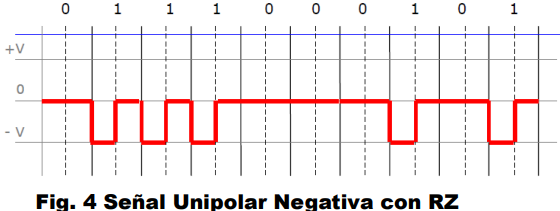 0 1 1 1 0 0 0 1 0 1
+V
0
- V
Fig. 4 Señal Unipolar Negativa con RZ